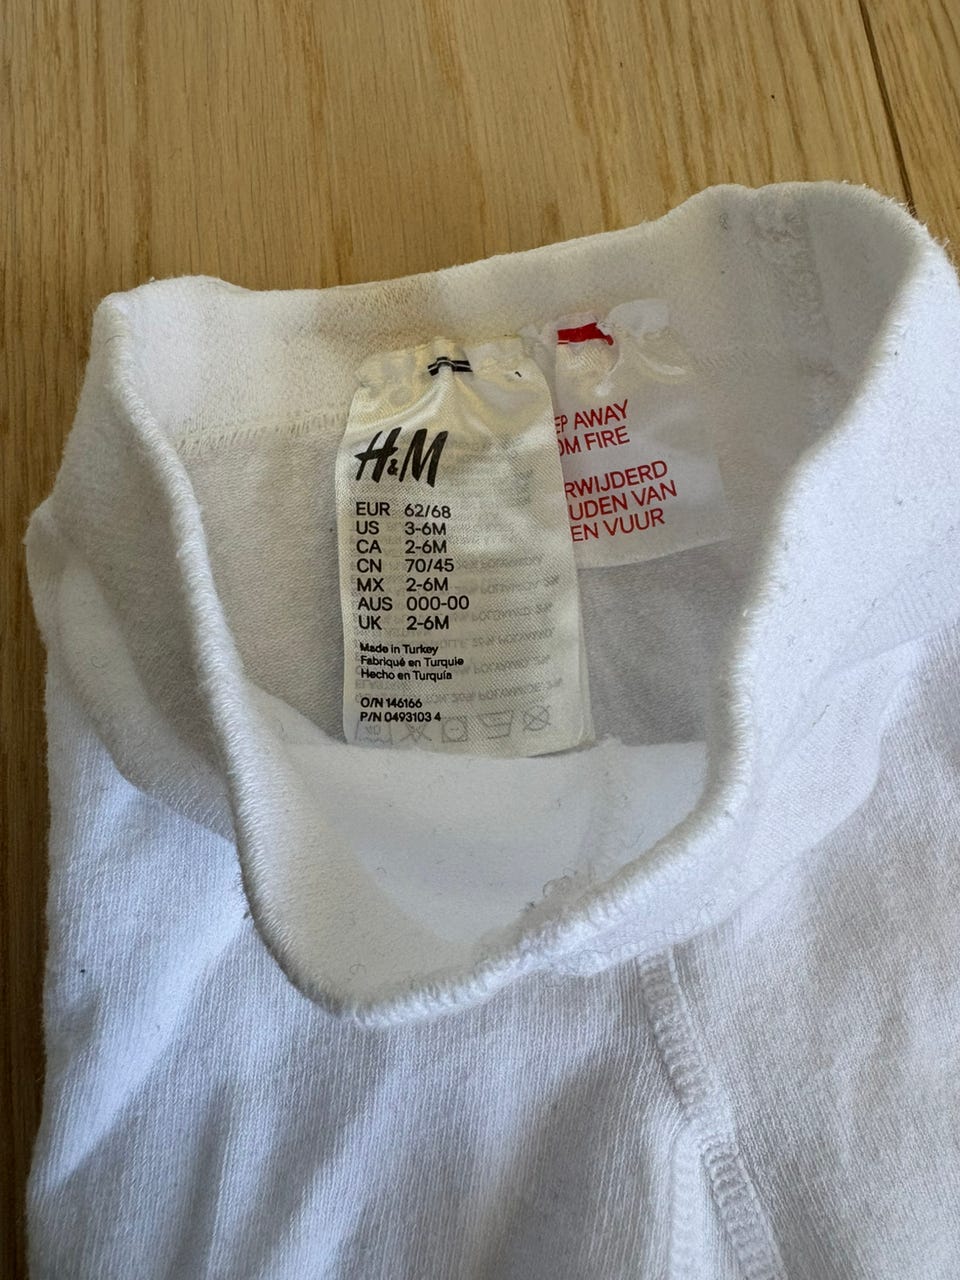 H&M
EUR 62/68
US 3-6M
CA 2-6M
CN 70/45
MX 2-6M
AUS 000-00
UK 2-6M
Made in Turkey
Fabriqué en Turquie
Hecho en Turquía
O/N 146166
P/N 0493103 4
EP AWAY
OM FIRE
RWIJDERD
UDEN VAN
EN VUUR